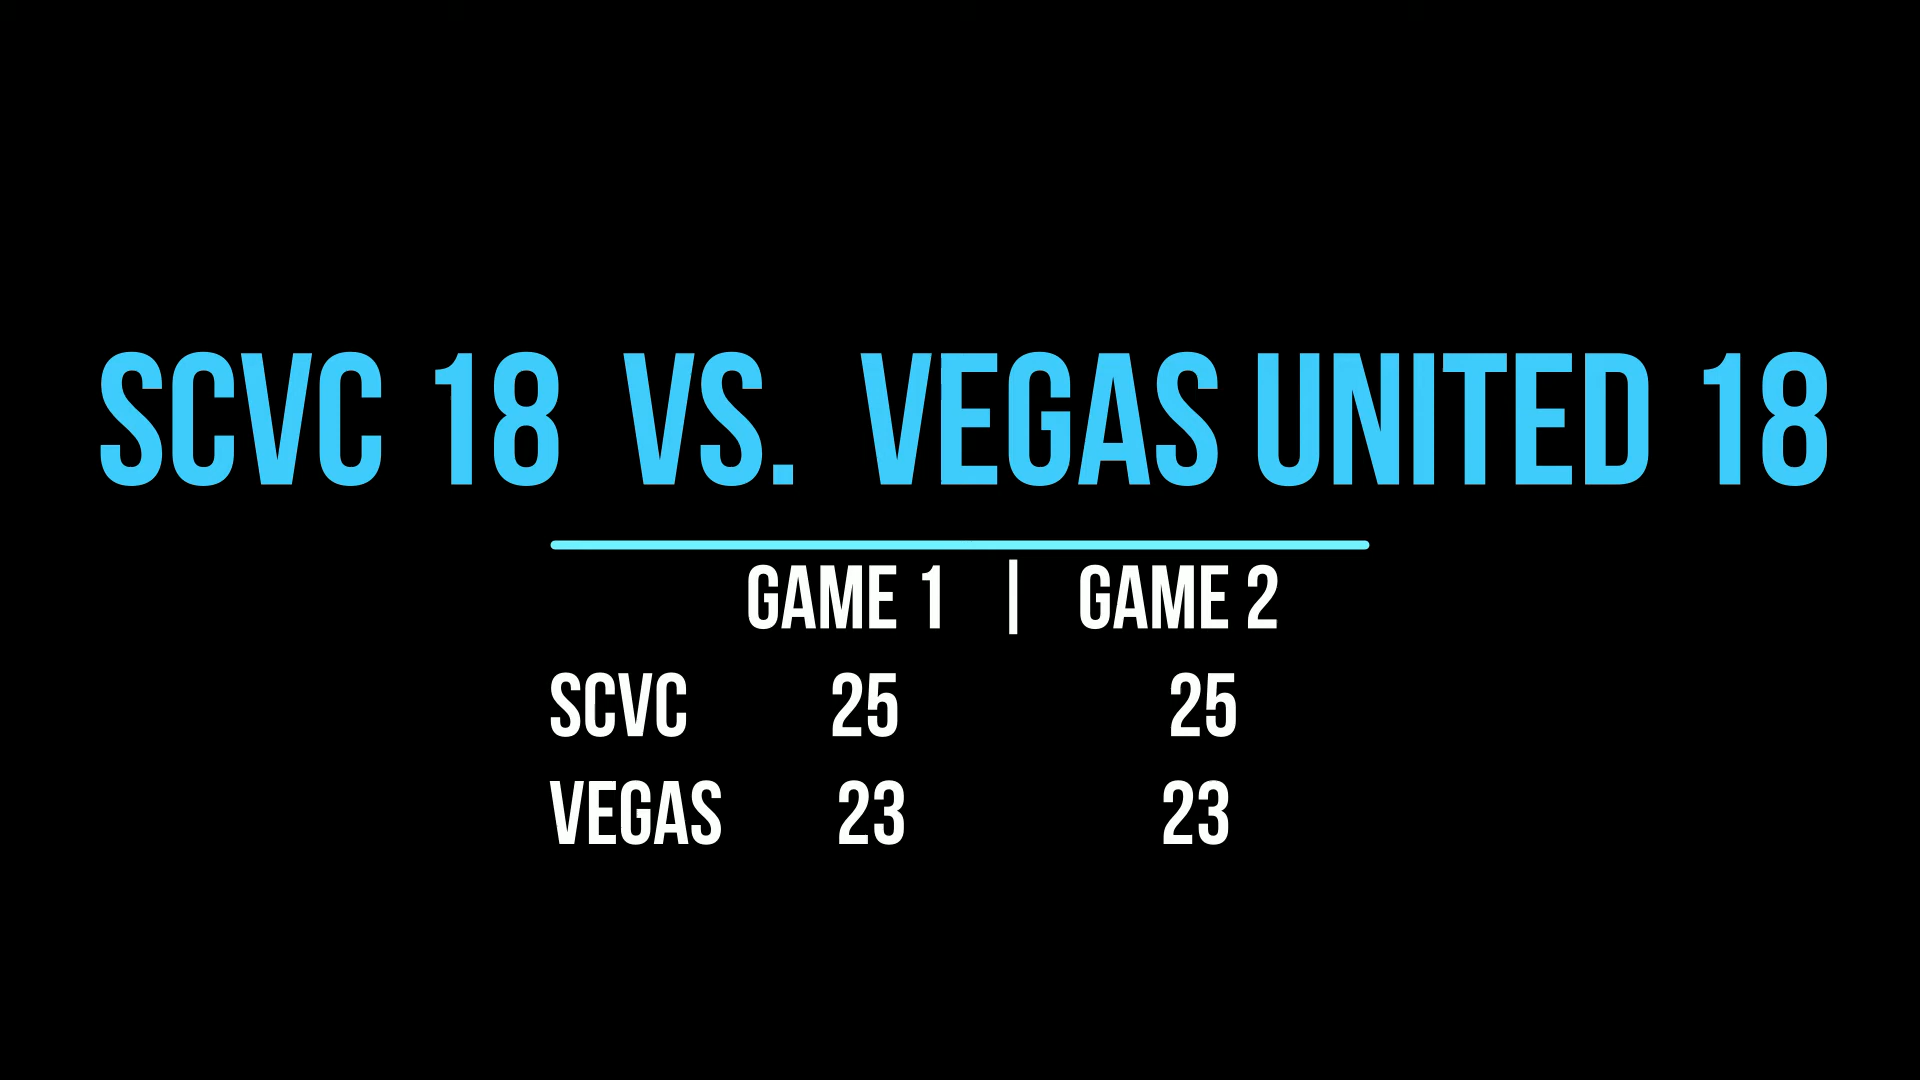 SCVC 18 VS. VEGAS UNITED 18
GAME 1 | GAME 2
SCVC 25 25
VEGAS 23 23